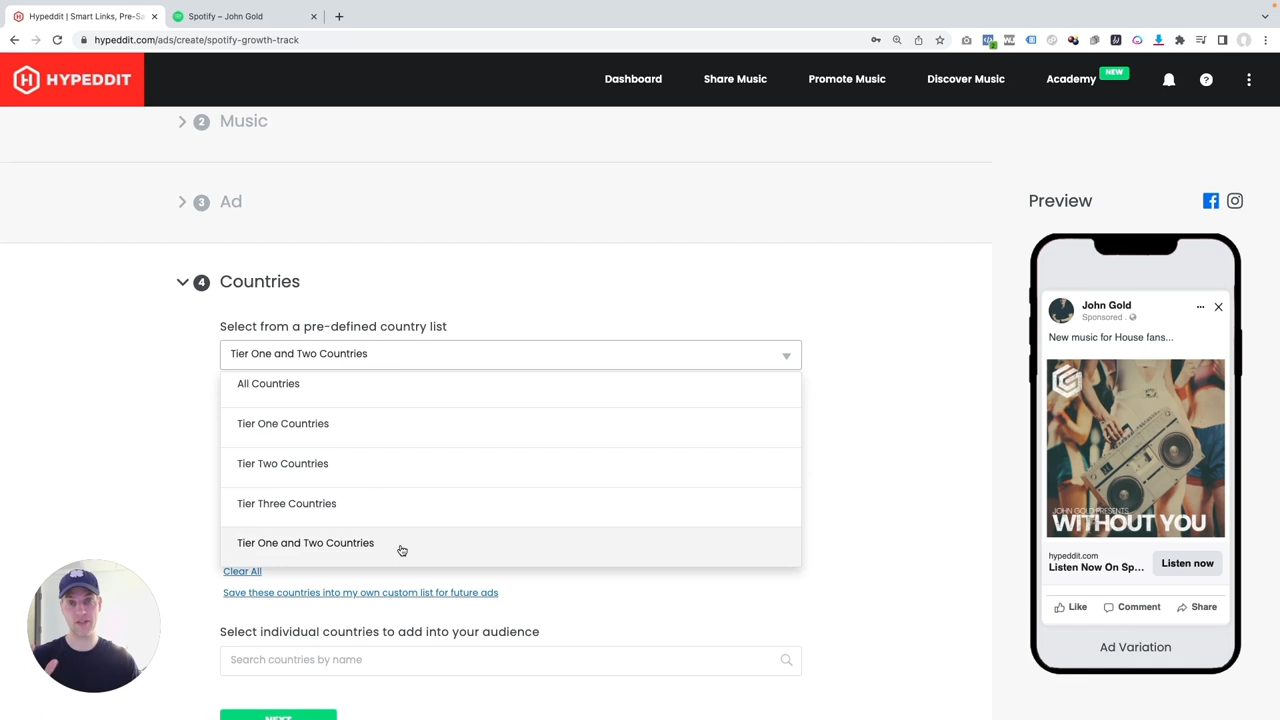 Hypeddit | Smart Links, Pre-Sa
Spotify – John Gold
hypeddit.com/ads/create/spotify-growth-track
HYPEDDIT
Dashboard
Share Music
Promote Music
Discover Music
Academy
NEW
2 Music
3 Ad
4 Countries
Select from a pre-defined country list
Tier One and Two Countries
All Countries
Tier One Countries
Tier Two Countries
Tier Three Countries
Tier One and Two Countries
Clear All
Save these countries into my own custom list for future ads
Select individual countries to add into your audience
Search countries by name
NEXT
Preview
John Gold
Sponsored .
New music for House fans...
JOHN GOLD PRESENTS
WITHOUT YOU
hypeddit.com
Listen Now On Sp...
Listen now
Like
Comment
Share
Ad Variation